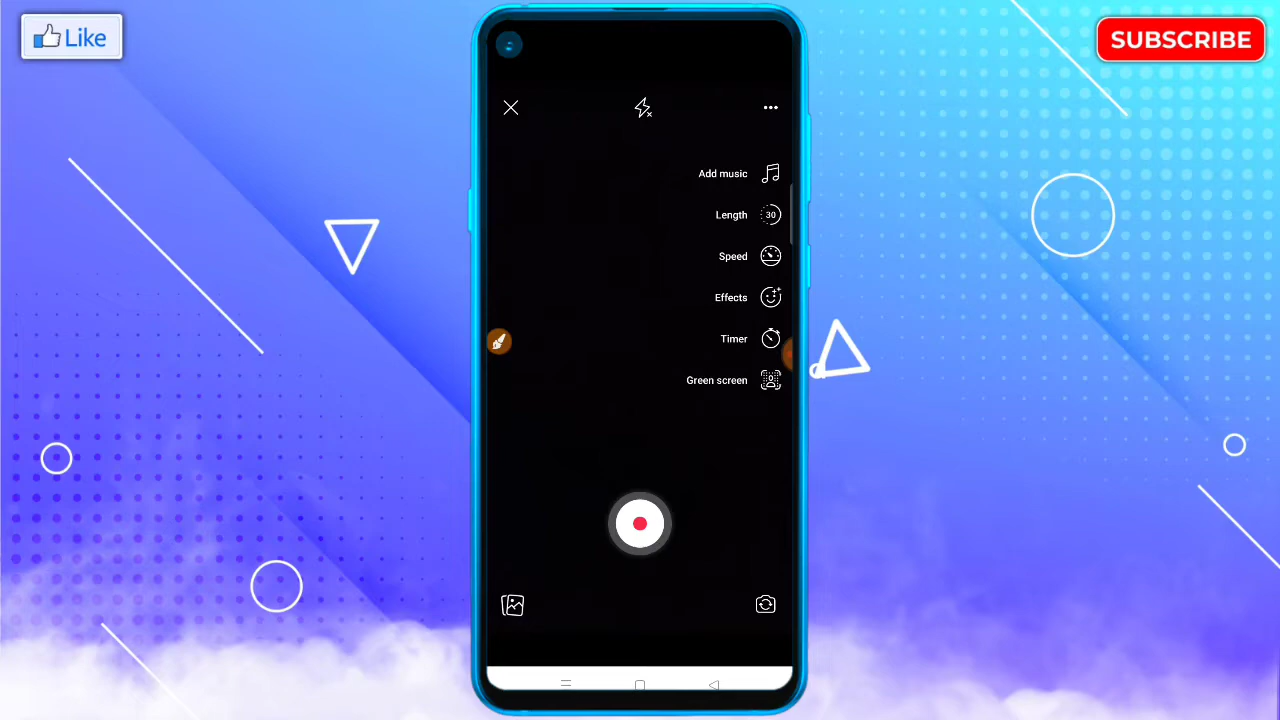 Like
SUBSCRIBE
Add music
Length
30
Speed
Effects
Timer
Green screen